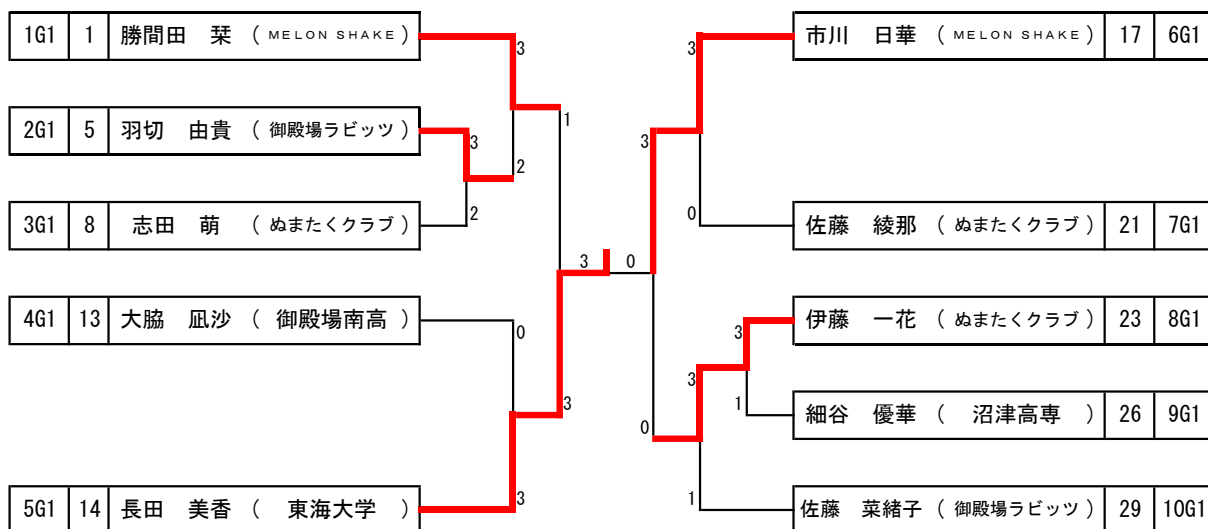 1G1 1 勝間田 栞 ( MELON SHAKE )
3
2G1 5 羽切 由貴 ( 御殿場ラビッツ )
3
1
2
3G1 8 志田 萌 ( ぬまたくクラブ )
2
4G1 13 大脇 凪沙 ( 御殿場南高 )
0
3
5G1 14 長田 美香 ( 東海大学 )
3
3 0
市川 日華 ( MELON SHAKE ) 17 6G1
3
3
0
佐藤 綾那 ( ぬまたくクラブ ) 21 7G1
伊藤 一花 ( ぬまたくクラブ ) 23 8G1
3
3
1
細谷 優華 ( 沼津高専 ) 26 9G1
0
1
佐藤 菜緒子 ( 御殿場ラビッツ ) 29 10G1